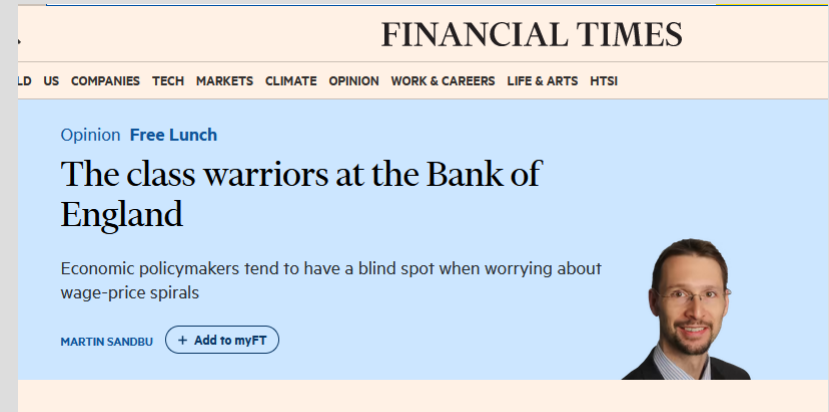 FINANCIAL TIMES
LD US COMPANIES TECH MARKETS CLIMATE OPINION WORK & CAREERS LIFE & ARTS HTSI
Opinion Free Lunch
The class warriors at the Bank of
England
Economic policymakers tend to have a blind spot when worrying about
wage-price spirals
MARTIN SANDBU + Add to myFT